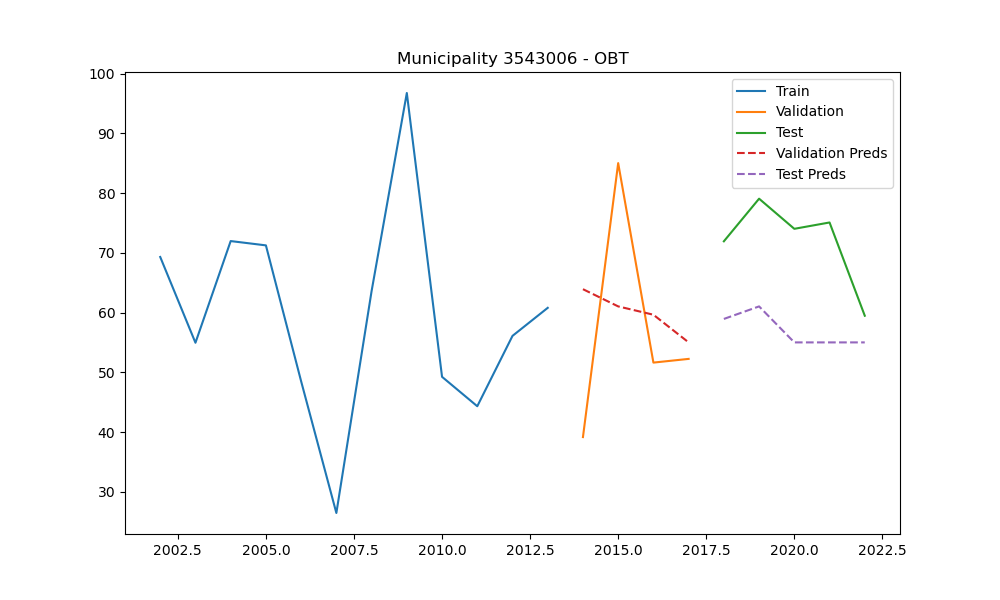 Municipality 3543006 - OBT
100
90
80
70
60
50
40
30
Train
Validation
Test
Validation Preds
Test Preds
2002.5 2005.0 2007.5 2010.0 2012.5 2015.0 2017.5 2020.0 2022.5